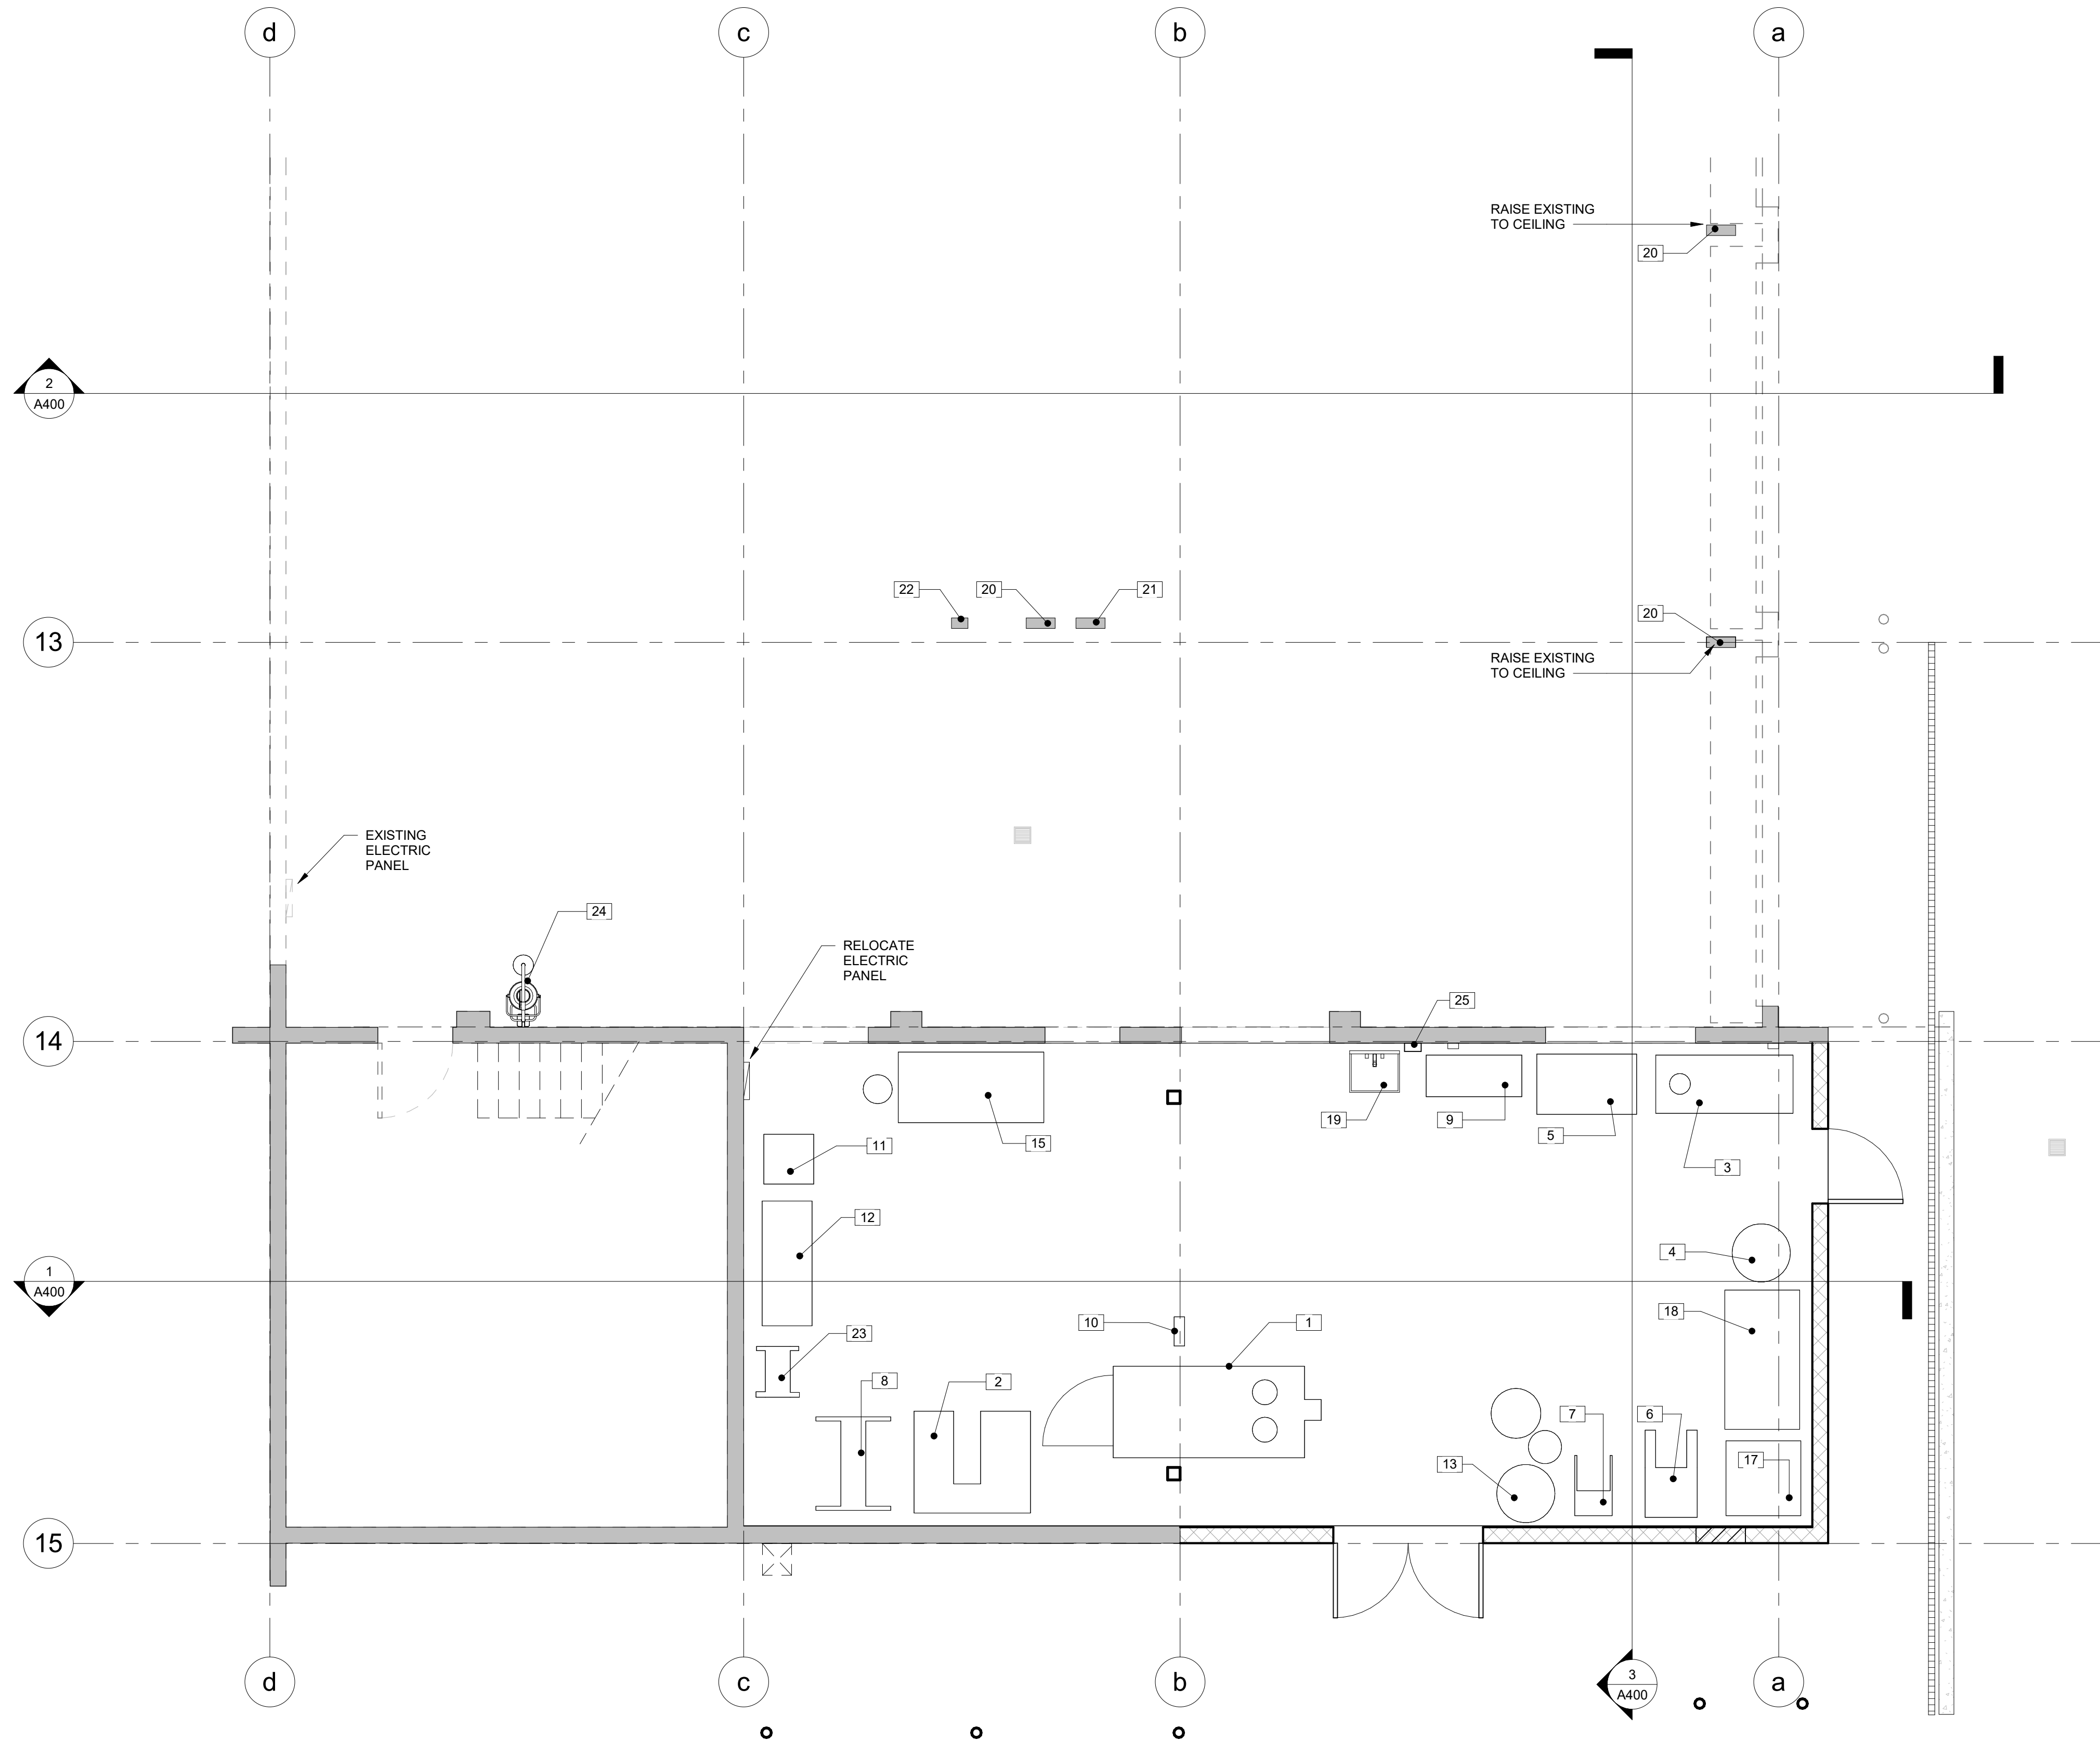 d
c
b
a
RAISE EXISTING
TO CEILING
20
2
A400
22
20
21
20
13
RAISE EXISTING
TO CEILING
EXISTING
ELECTRIC
PANEL
24
RELOCATE
ELECTRIC
PANEL
25
14
19
9
5
15
11
3
12
4
1
A400
18
10
1
23
8
2
7
6
13
17
15
d
c
b
3
A400
a